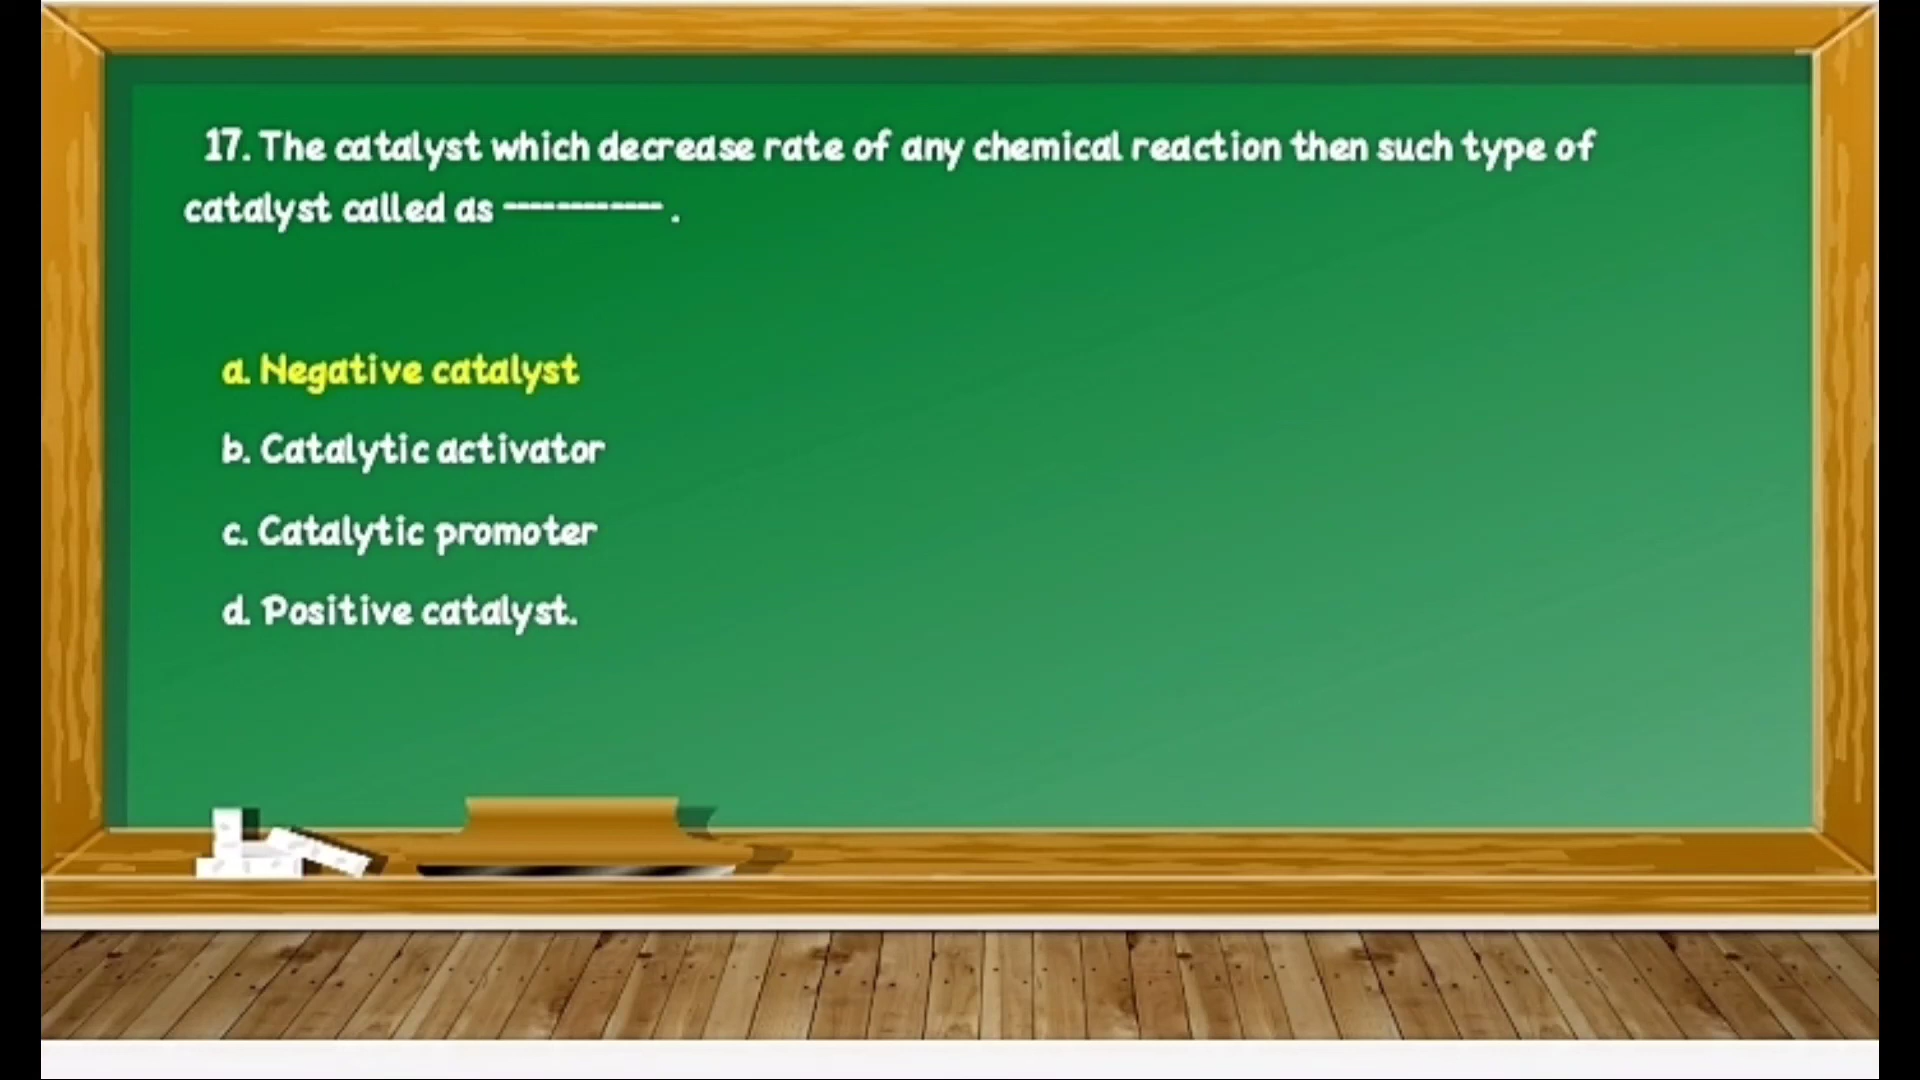 17. The catalyst which decrease rate of any chemical reaction then such type of
catalyst called as ------------ .
a. Negative catalyst
b. Catalytic activator
c. Catalytic promoter
d. Positive catalyst.